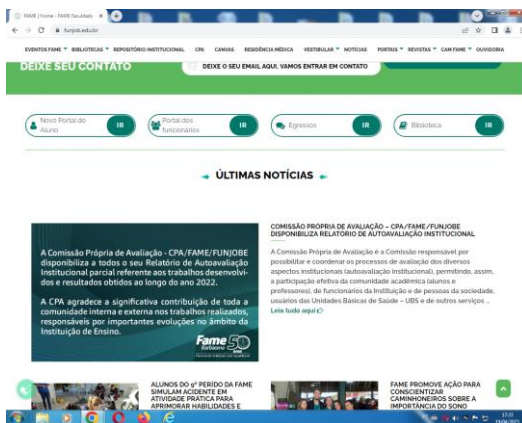 FAME | Home - FAME Faculdade
funjob.edu.br
EVENTOS FAME BIBLIOTECAS REPOSITÓRIO INSTITUCIONAL CPA CANVAS RESIDÊNCIA MÉDICA VESTIBULAR NOTÍCIAS PORTAIS REVISTAS CAM FAME OUVIDORIA
DEIXE SEU CONTATO
DEIXE O SEU EMAIL AQUI, VAMOS ENTRAR EM CONTATO
Novo Portal do
Aluno
IR
Portal dos
funcionários
IR
Egressos
IR
Biblioteca
IR
ÚLTIMAS NOTÍCIAS
A Comissão Própria de Avaliação - CPA/FAME/FUNJOBE
disponibiliza a todos o seu Relatório de Autoavaliação
Institucional parcial referente aos trabalhos desenvolvi-
dos e resultados obtidos ao longo do ano 2022.
A CPA agradece a significativa contribuição de toda a
comunidade interna e externa nos trabalhos realizados,
responsáveis por importantes evoluções no âmbito da
Instituição de Ensino.
Fame
Barbacena
50
anos
COMISSÃO PRÓPRIA DE AVALIAÇÃO – CPA/FAME/FUNJOBE
DISPONIBILIZA RELATÓRIO DE AUTOAVALIAÇÃO INSTITUCIONAL
A Comissão Própria de Avaliação é a Comissão responsável por
possibilitar e coordenar os processos de avaliação dos diversos
aspectos institucionais (autoavaliação institucional), permitindo, assim,
a participação efetiva da comunidade acadêmica (alunos e
professores), de funcionários da Instituição e de pessoas da sociedade,
usuários das Unidades Básicas de Saúde – UBS e de outros serviços ...
Leia tudo aqui
ALUNOS DO 9º PERÍDO DA FAME
SIMULAM ACIDENTE EM
ATIVIDADE PRÁTICA PARA
APRIMORAR HABILIDADES E
FAME PROMOVE AÇÃO PARA
CONSCIENTIZAR
CAMINHONEIROS SOBRE A
IMPORTÂNCIA DO SONO
17:33